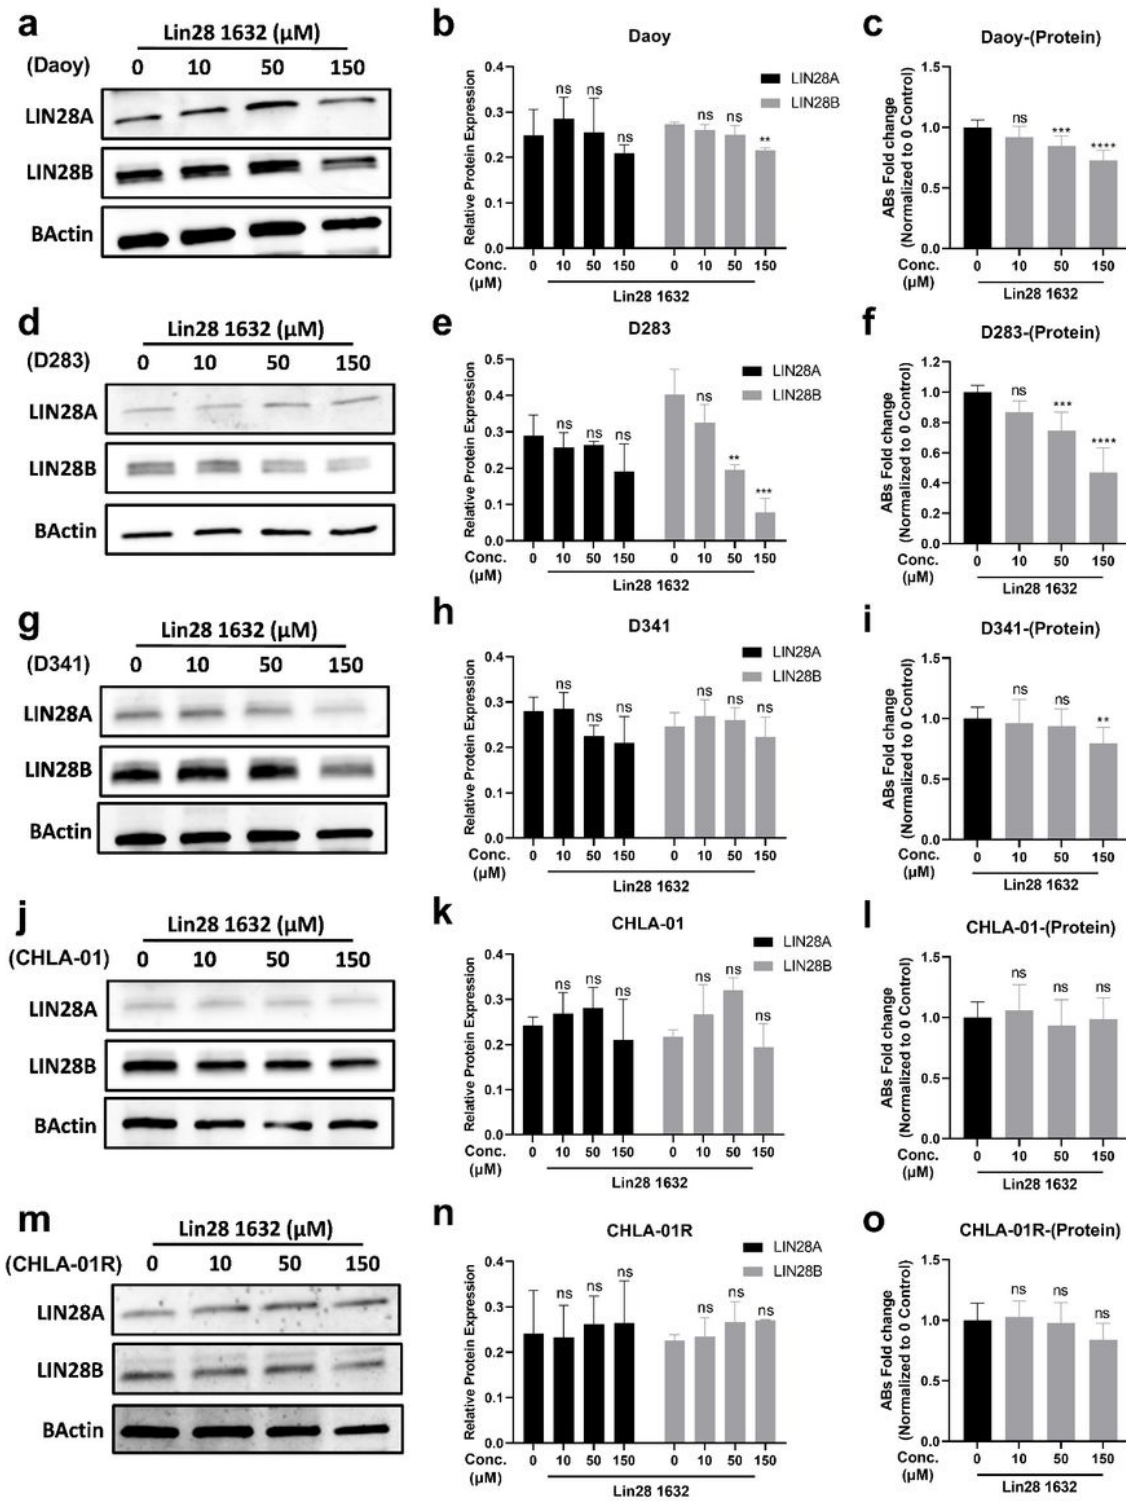 a
Lin28 1632 (µM)
(Daoy) 0 10 50 150
LIN28A
LIN28B
BActin
b
Daoy
Relative Protein Expression
0.4
0.3
0.2
0.1
0.0
ns ns ns
ns ns **
LIN28A
LIN28B
Conc. 0 10 50 150 0 10 50 150
(µM)
Lin28 1632
c
Daoy-(Protein)
ABs Fold change
(Normalized to 0 Control)
1.5
1.0
0.5
0.0
ns *** ****
Conc. 0 10 50 150
(µM)
Lin28 1632
d
Lin28 1632 (µM)
(D283) 0 10 50 150
LIN28A
LIN28B
BActin
e
D283
Relative Protein Expression
0.5
0.4
0.3
0.2
0.1
0.0
ns ns ns
ns ** ***
LIN28A
LIN28B
Conc. 0 10 50 150 0 10 50 150
(µM)
Lin28 1632
f
D283-(Protein)
ABs Fold change
(Normalized to 0 Control)
1.2
1.0
0.8
0.6
0.4
0.2
0.0
ns *** ****
Conc. 0 10 50 150
(µM)
Lin28 1632
g
Lin28 1632 (µM)
(D341) 0 10 50 150
LIN28A
LIN28B
BActin
h
D341
Relative Protein Expression
0.4
0.3
0.2
0.1
0.0
ns ns ns
ns ns ns
LIN28A
LIN28B
Conc. 0 10 50 150 0 10 50 150
(µM)
Lin28 1632
i
D341-(Protein)
ABs Fold change
(Normalized to 0 Control)
1.5
1.0
0.5
0.0
ns ns **
Conc. 0 10 50 150
(µM)
Lin28 1632
j
Lin28 1632 (µM)
(CHLA-01) 0 10 50 150
LIN28A
LIN28B
BActin
k
CHLA-01
Relative Protein Expression
0.4
0.3
0.2
0.1
0.0
ns ns ns
ns ns ns
LIN28A
LIN28B
Conc. 0 10 50 150 0 10 50 150
(µM)
Lin28 1632
l
CHLA-01-(Protein)
ABs Fold change
(Normalized to 0 Control)
1.5
1.0
0.5
0.0
ns ns ns
Conc. 0 10 50 150
(µM)
Lin28 1632
m
Lin28 1632 (µM)
(CHLA-01R) 0 10 50 150
LIN28A
LIN28B
BActin
n
CHLA-01R
Relative Protein Expression
0.4
0.3
0.2
0.1
0.0
ns ns ns
ns ns ns
LIN28A
LIN28B
Conc. 0 10 50 150 0 10 50 150
(µM)
Lin28 1632
o
CHLA-01R-(Protein)
ABs Fold change
(Normalized to 0 Control)
1.5
1.0
0.5
0.0
ns ns ns
Conc. 0 10 50 150
(µM)
Lin28 1632